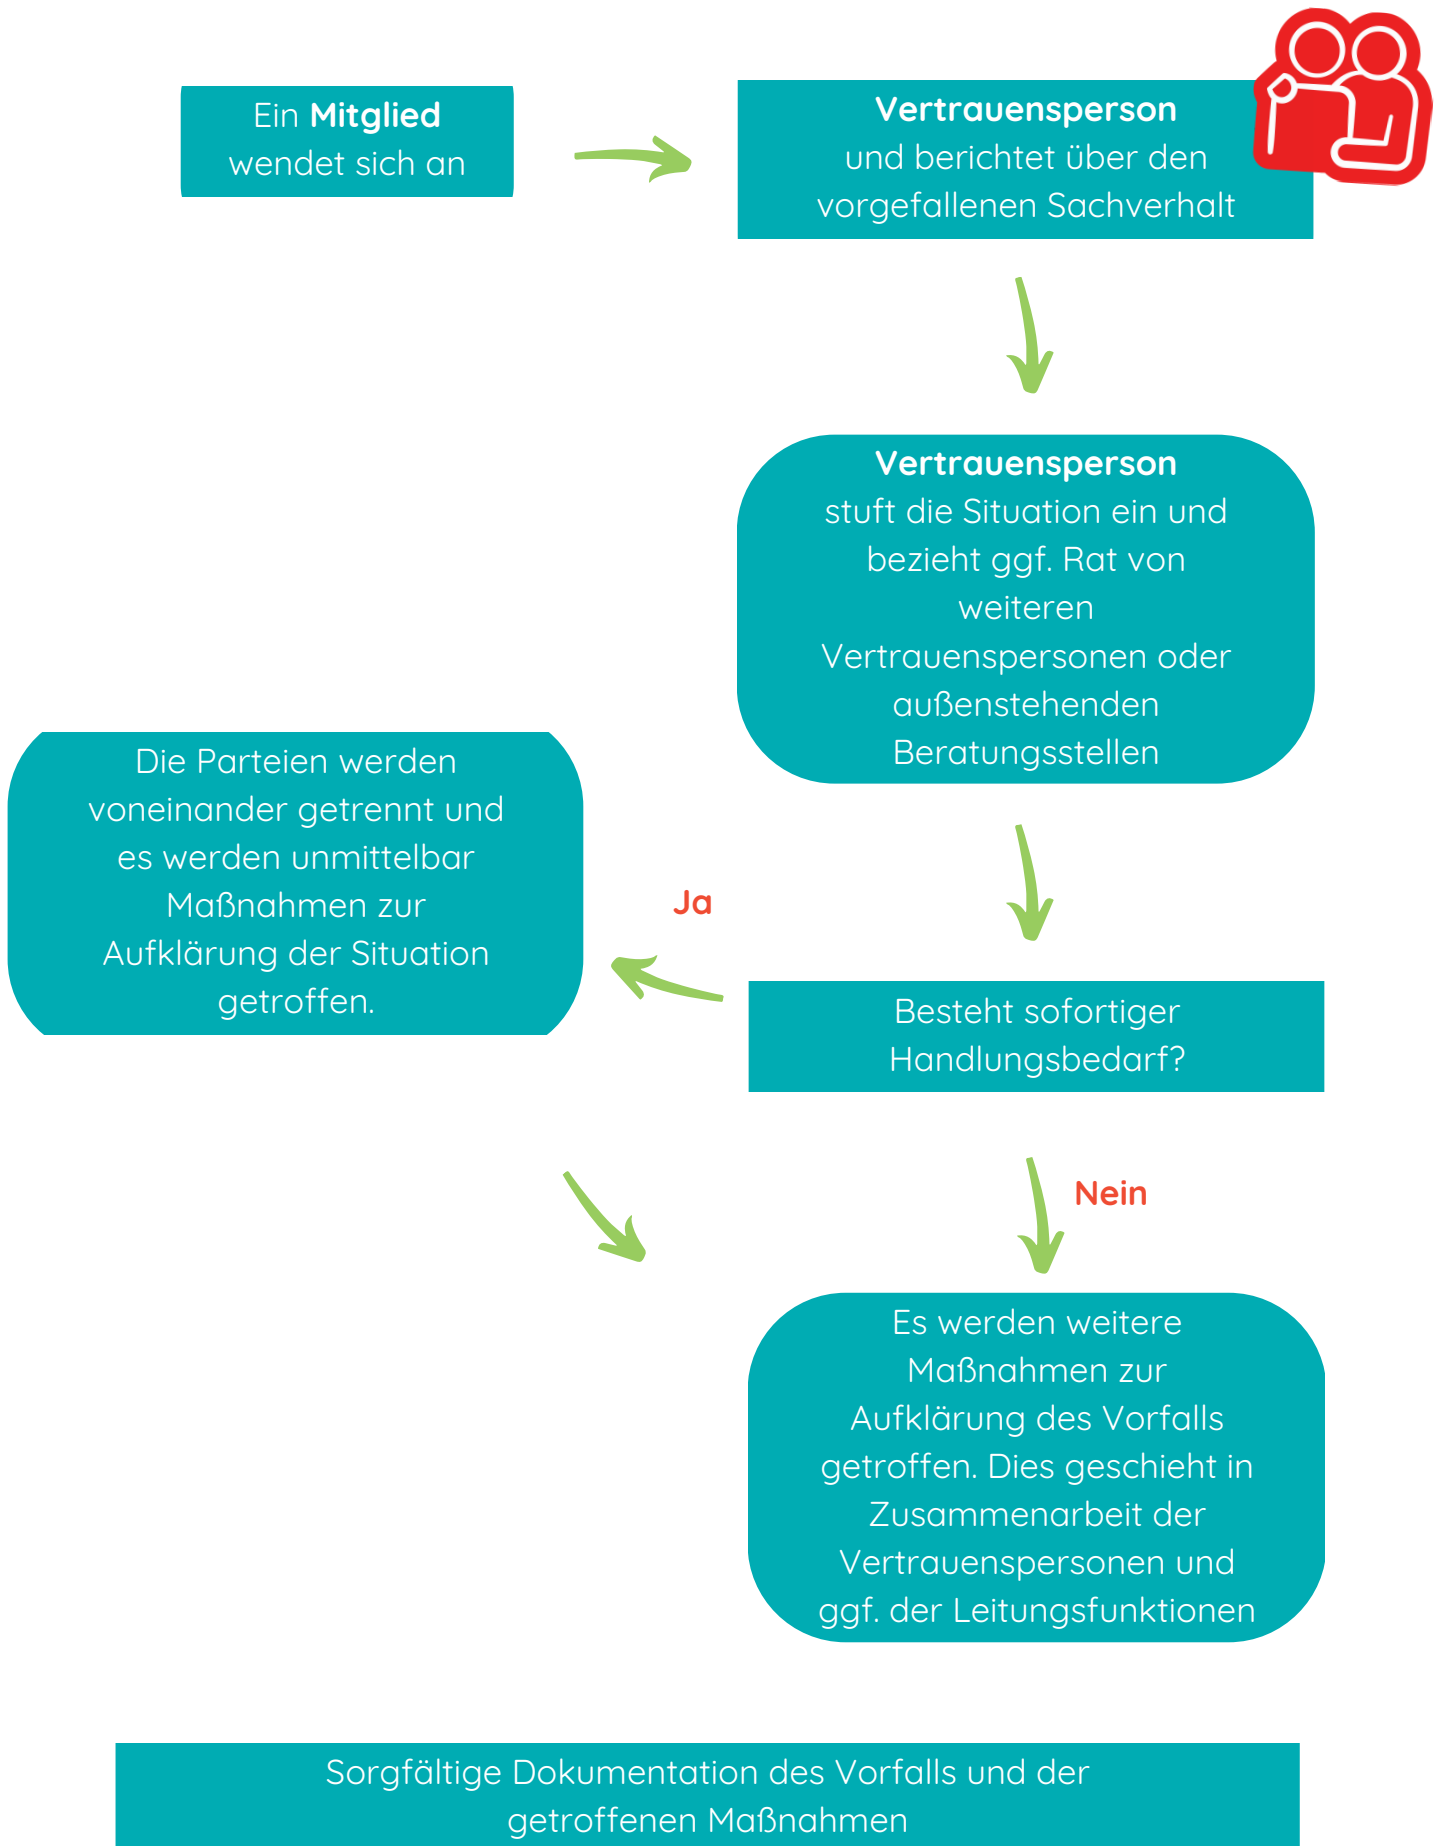 Ein Mitglied
wendet sich an
Vertrauensperson
und berichtet über den
vorgefallenen Sachverhalt
Vertrauensperson
stuft die Situation ein und
bezieht ggf. Rat von
weiteren
Vertrauenspersonen oder
außenstehenden
Beratungsstellen
Besteht sofortiger
Handlungsbedarf?
Ja
Die Parteien werden
voneinander getrennt und
es werden unmittelbar
Maßnahmen zur
Aufklärung der Situation
getroffen.
Nein
Es werden weitere
Maßnahmen zur
Aufklärung des Vorfalls
getroffen. Dies geschieht in
Zusammenarbeit der
Vertrauenspersonen und
ggf. der Leitungsfunktionen
Sorgfältige Dokumentation des Vorfalls und der
getroffenen Maßnahmen